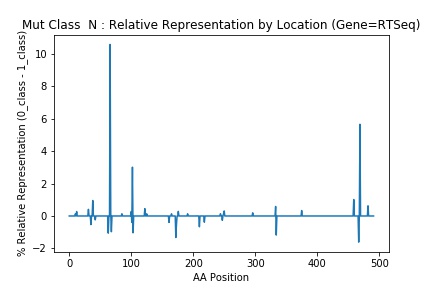 Mut Class N : Relative Representation by Location (Gene=RTSeq)
% Relative Representation (0_class - 1_class)
10
8
6
4
2
0
−2
0 100 200 300 400 500
AA Position